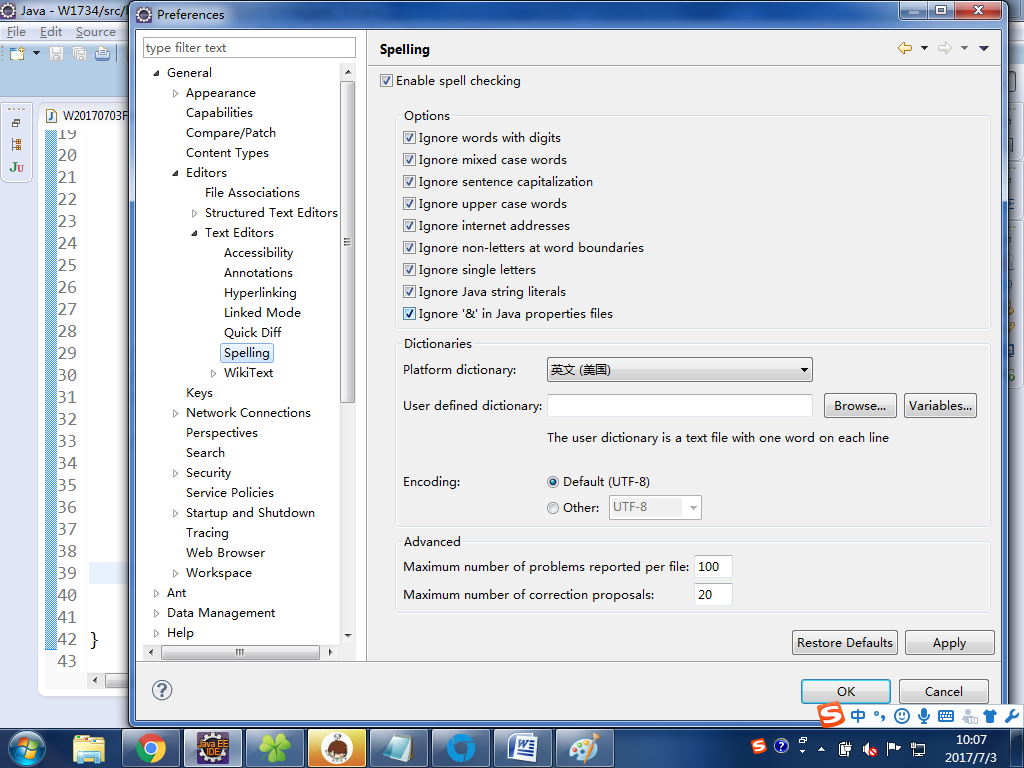 Java - W1734/src/
Preferences
File Edit Source
type filter text
Spelling
W20170703F
General
Appearance
Capabilities
Compare/Patch
Content Types
Editors
File Associations
Structured Text Editors
Text Editors
Accessibility
Annotations
Hyperlinking
Linked Mode
Quick Diff
Spelling
WikiText
Keys
Network Connections
Perspectives
Search
Security
Service Policies
Startup and Shutdown
Tracing
Web Browser
Workspace
Ant
Data Management
Help
Enable spell checking
Options
Ignore words with digits
Ignore mixed case words
Ignore sentence capitalization
Ignore upper case words
Ignore internet addresses
Ignore non-letters at word boundaries
Ignore single letters
Ignore Java string literals
Ignore '&' in Java properties files
Dictionaries
Platform dictionary: 英文 (美国)
User defined dictionary: Browse... Variables...
The user dictionary is a text file with one word on each line
Encoding: Default (UTF-8)
Other: UTF-8
Advanced
Maximum number of problems reported per file: 100
Maximum number of correction proposals: 20
Restore Defaults Apply
OK Cancel
19
20
21
22
23
24
25
26
27
28
29
30
31
32
33
34
35
36
37
38
39
40
41
42 }
43
Ju
中
Java EE
IDE
10:07
2017/7/3